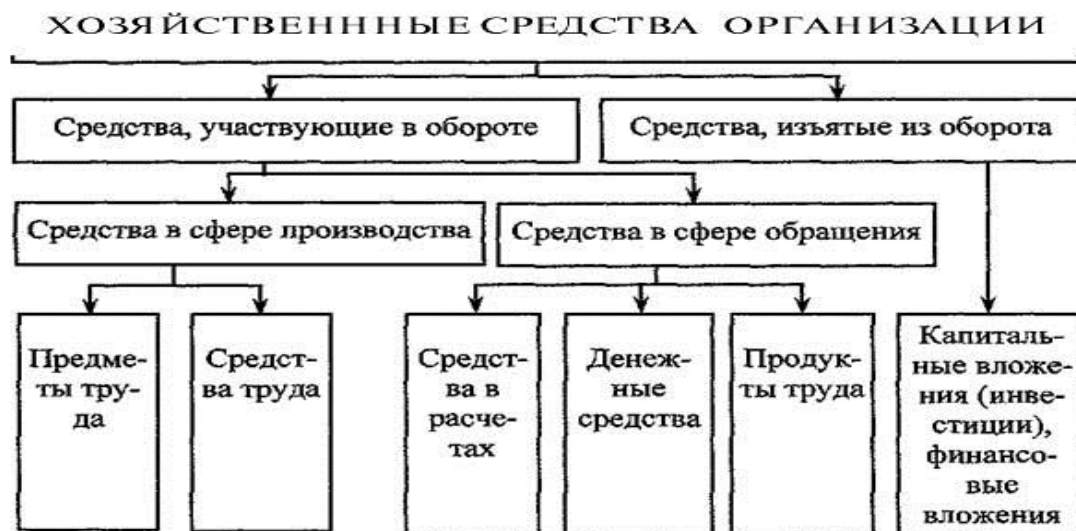 ХОЗЯЙСТВЕНННЫЕ СРЕДСТВА ОРГАНИЗАЦИИ
Средства, участвующие в обороте
Средства, изъятые из оборота
Средства в сфере производства
Средства в сфере обращения
Предме-
ты тру-
да
Средст-
ва труда
Средст-
ва в
расче-
тах
Денеж-
ные
средства
Продук-
ты труда
Капиталь-
ные вложе-
ния (инве-
стиции),
финансо-
вые
вложения